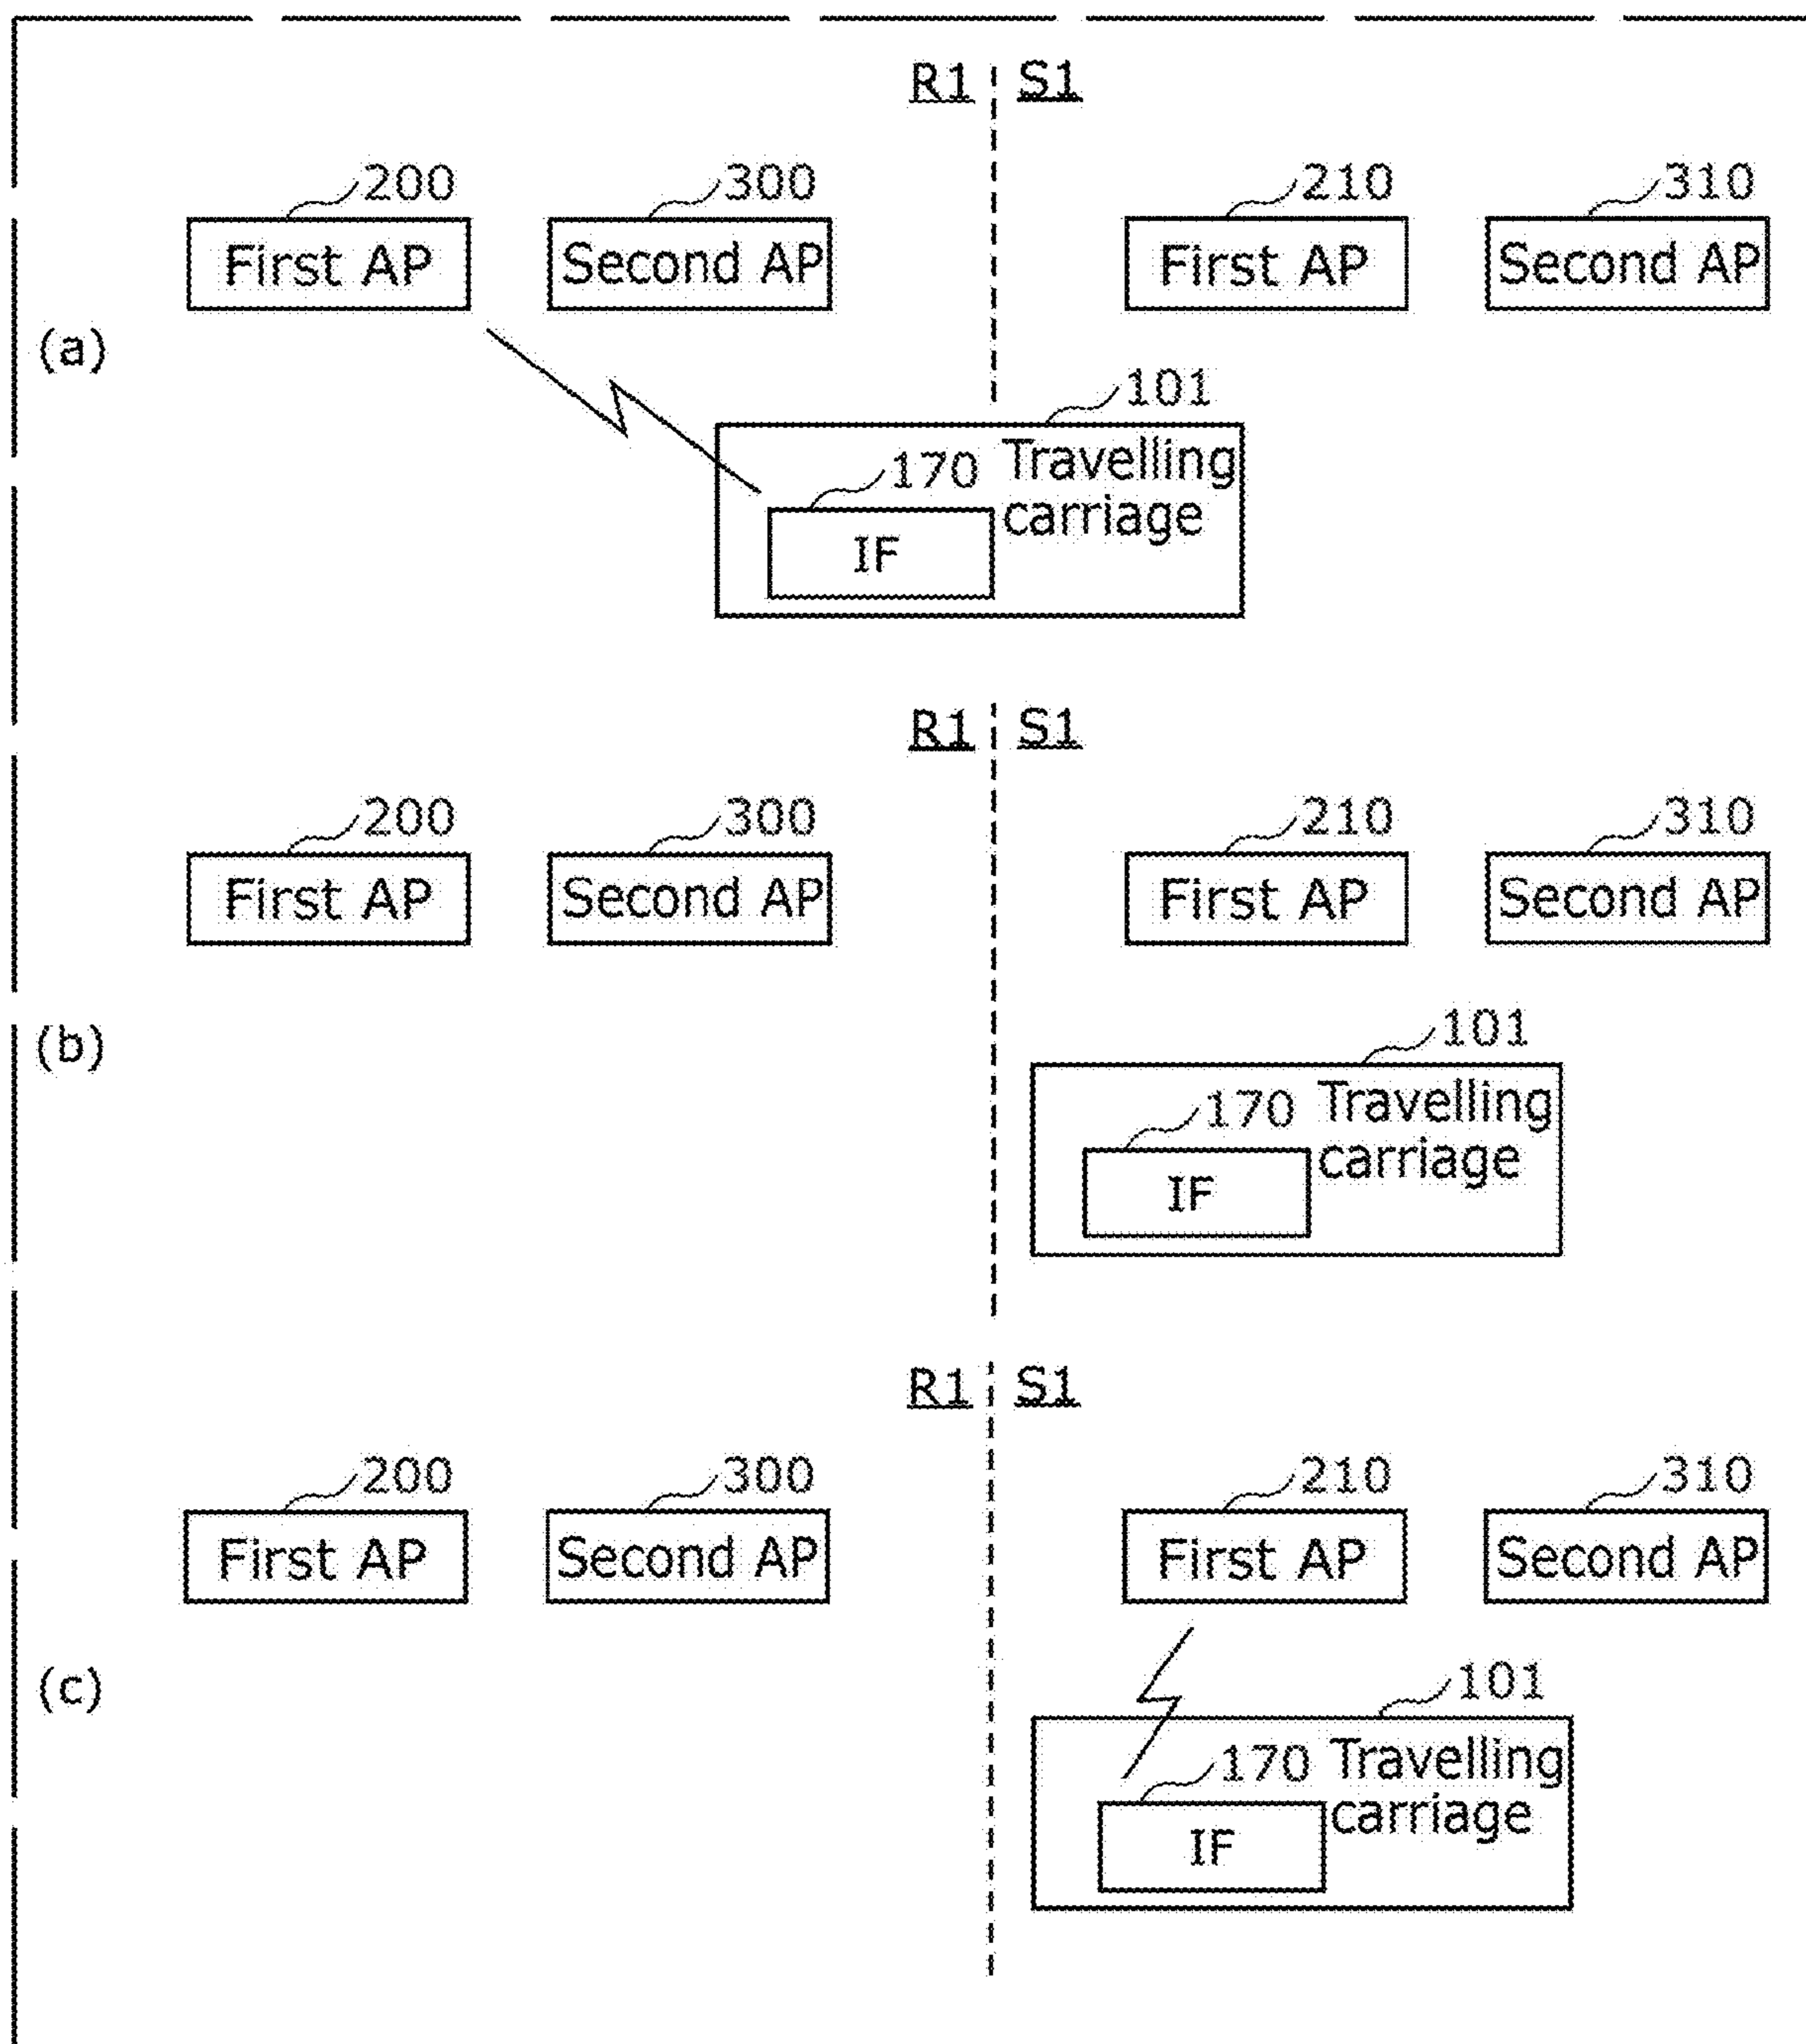 R1 S1
200 300 210 310
First AP Second AP First AP Second AP
(a)
101
170 Travelling
carriage
IF
R1 S1
200 300 210 310
First AP Second AP First AP Second AP
(b)
101
170 Travelling
carriage
IF
R1 S1
200 300 210 310
First AP Second AP First AP Second AP
(c)
101
170 Travelling
carriage
IF